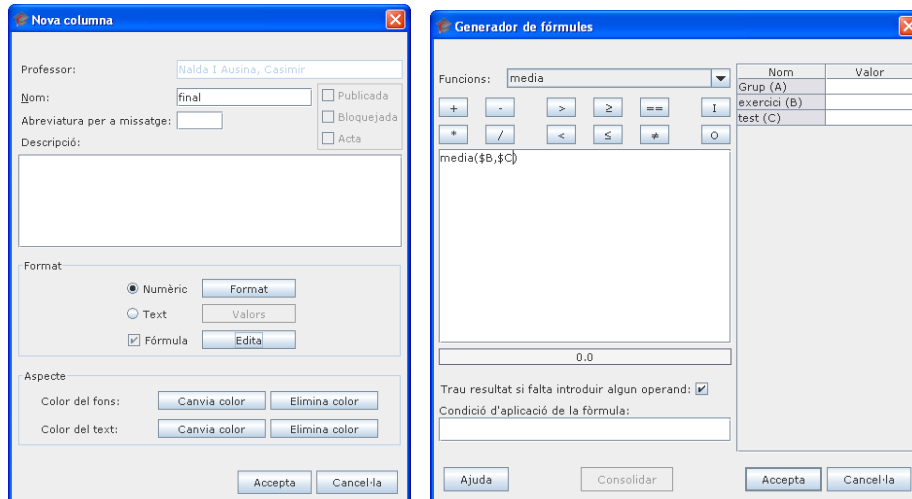 Nova columna
Professor: Nalda I Ausina, Casimir
Nom: final
Publicada
Abreviatura per a missatge:
Bloquejada
Acta
Descripció:
Format
Numèric Format
Text Valors
Fórmula Edita
Aspecte
Color del fons: Canvia color Elimina color
Color del text: Canvia color Elimina color
Accepta Cancel·la
Generador de fórmules
Funcions: media
+ - > ≥ == I
* / < ≤ ≠ O
media($B,$C)
0.0
Trau resultat si falta introduir algun operand:
Condició d'aplicació de la fòrmula:
Nom Valor
Grup (A)
exercici (B)
test (C)
Ajuda Consolidar Accepta Cancel·la